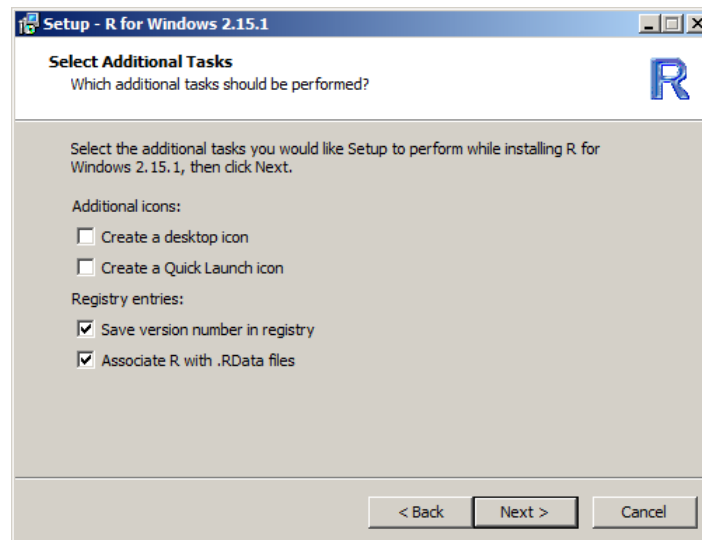 Setup - R for Windows 2.15.1
Select Additional Tasks
Which additional tasks should be performed?
R
Select the additional tasks you would like Setup to perform while installing R for
Windows 2.15.1, then click Next.
Additional icons:
Create a desktop icon
Create a Quick Launch icon
Registry entries:
Save version number in registry
Associate R with .RData files
< Back Next > Cancel